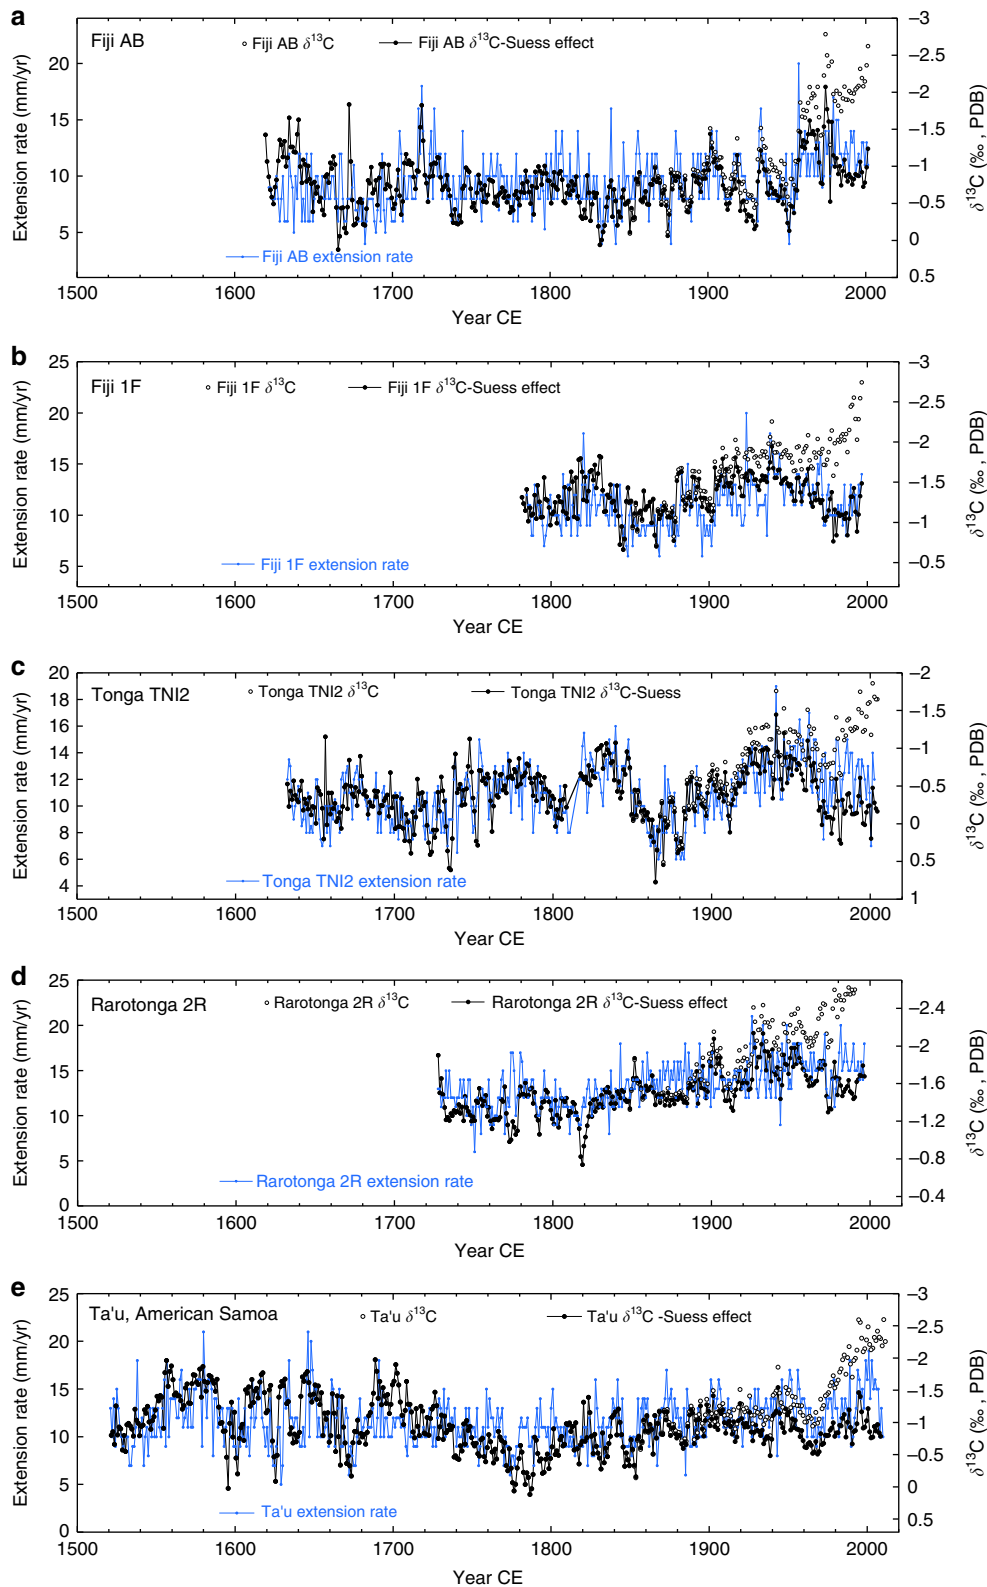 a
Fiji AB
Fiji AB δ13C
Fiji AB δ13C-Suess effect
Fiji AB extension rate
Extension rate (mm/yr)
20
15
10
5
–3
–2
–1.5
–1
–0.5
0
0.5
δ13C (‰, PDB)
1500 1600 1700 1800 1900 2000
Year CE
b
Fiji 1F
Fiji 1F δ13C
Fiji 1F δ13C-Suess effect
Fiji 1F extension rate
Extension rate (mm/yr)
25
20
15
10
5
–3
–2.5
–2
–1.5
–1
–0.5
δ13C (‰, PDB)
1500 1600 1700 1800 1900 2000
Year CE
c
Tonga TNI2
Tonga TNI2 δ13C
Tonga TNI2 δ13C-Suess
Tonga TNI2 extension rate
Extension rate (mm/yr)
20
18
16
14
12
10
8
6
4
–2
–1.5
–1
–0.5
0
0.5
1
δ13C (‰, PDB)
1500 1600 1700 1800 1900 2000
Year CE
d
Rarotonga 2R
Rarotonga 2R δ13C
Rarotonga 2R δ13C-Suess effect
Rarotonga 2R extension rate
Extension rate (mm/yr)
25
20
15
10
5
0
–2.4
–2
–1.6
–1.2
–0.8
–0.4
δ13C (‰, PDB)
1500 1600 1700 1800 1900 2000
Year CE
e
Ta'u, American Samoa
Ta'u δ13C
Ta'u δ13C -Suess effect
Ta'u extension rate
Extension rate (mm/yr)
25
20
15
10
5
0
–3
–2.5
–2
–1.5
–1
–0.5
0
0.5
δ13C (‰, PDB)
1500 1600 1700 1800 1900 2000
Year CE